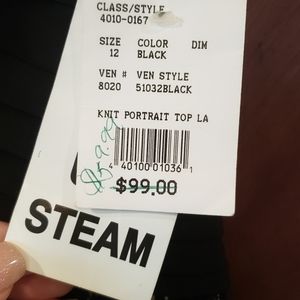 CLASS/STYLE
4010-0167
SIZE COLOR DIM
12 BLACK
VEN # VEN STYLE
8020 51032BLACK
KNIT PORTRAIT TOP LA
4 40100 01036 1
$99.00
STEAM